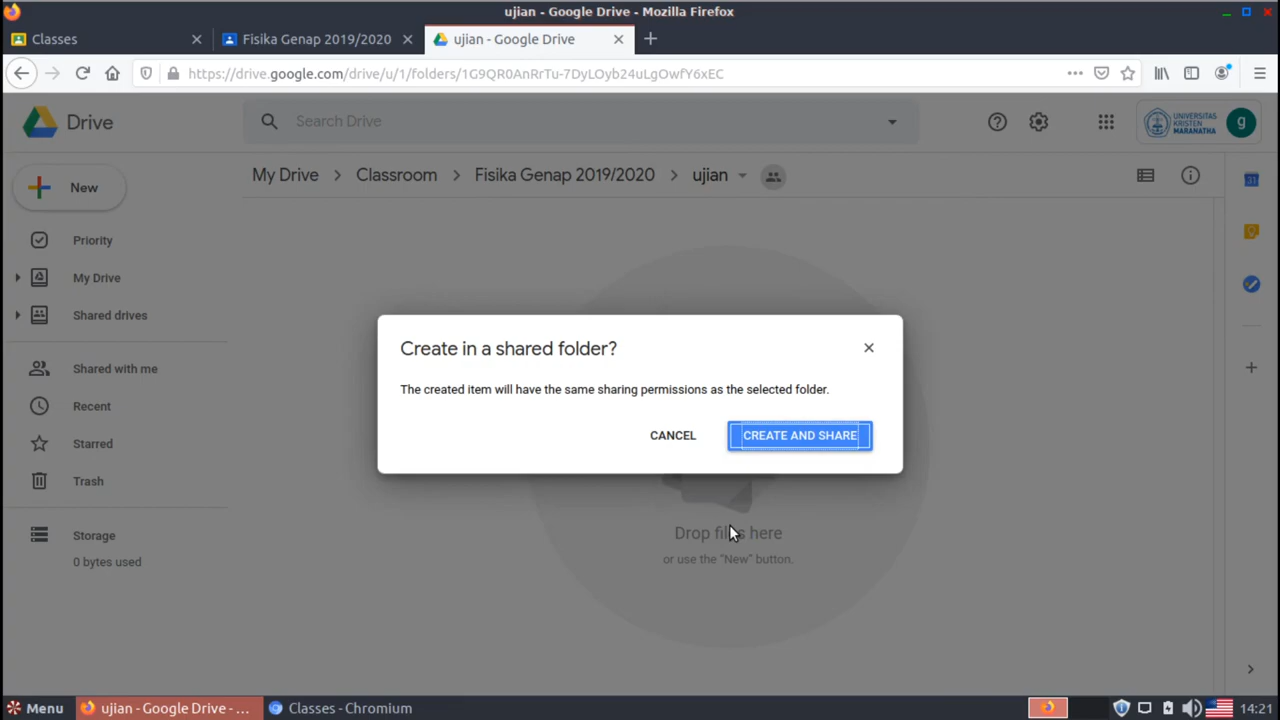 ujian - Google Drive - Mozilla Firefox
Classes
Fisika Genap 2019/2020
ujian - Google Drive
https://drive.google.com/drive/u/1/folders/1G9QR0AnRrTu-7DyLOyb24uLgOwfY6xEC
Drive
Search Drive
UNIVERSITAS
KRISTEN
MARANATHA
g
New
My Drive > Classroom > Fisika Genap 2019/2020 > ujian
31
Priority
My Drive
Shared drives
Shared with me
Recent
Starred
Trash
Storage
0 bytes used
Create in a shared folder?
The created item will have the same sharing permissions as the selected folder.
CANCEL
CREATE AND SHARE
Drop files here
or use the "New" button.
Menu
ujian - Google Drive - ...
Classes - Chromium
14:21